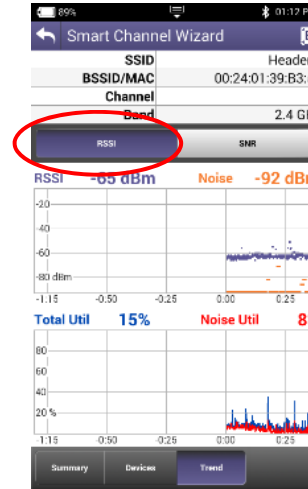 89% 01:12 P
Smart Channel Wizard
SSID Header
BSSID/MAC 00:24:01:39:B3:
Channel
Band 2.4 G
RSSI SNR
RSSI -65 dBm Noise -92 dBm
-20
-40
-60
-80 dBm
-1:15 -0:50 -0:25 0:00 0:25
Total Util 15% Noise Util 8
80
60
40
20 %
-1:15 -0:50 -0:25 0:00 0:25
Summary Devices Trend